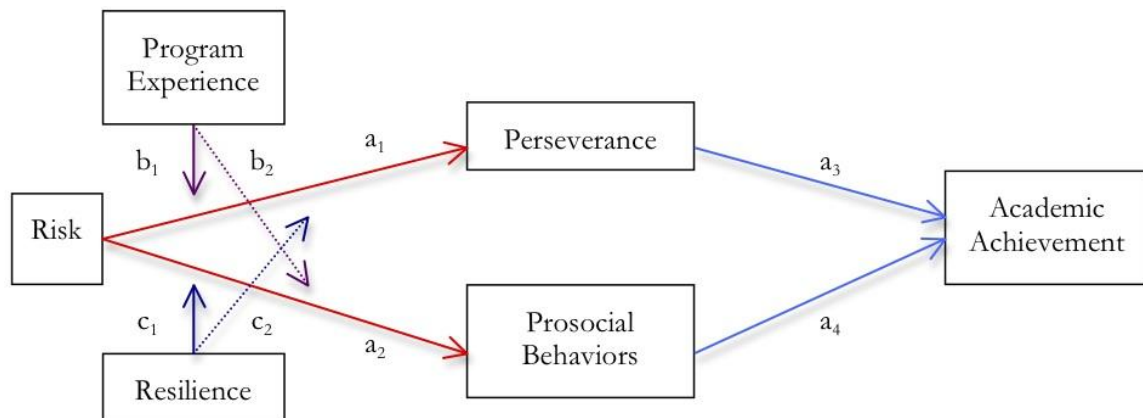 Program
Experience
b₁
b₂
a₁
Perseverance
a₃
Risk
Academic
Achievement
c₁
c₂
a₂
Prosocial
Behaviors
a₄
Resilience